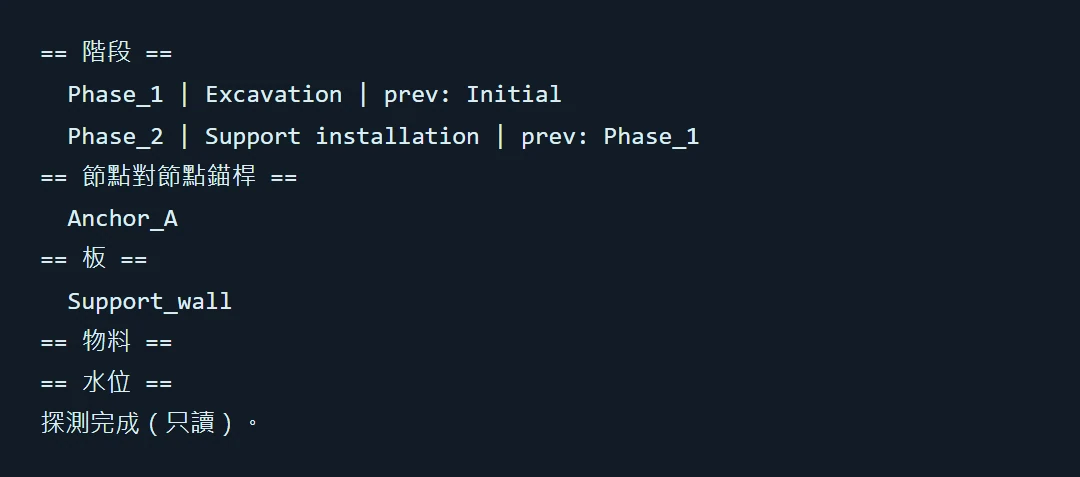 == 階段 ==
Phase_1 | Excavation | prev: Initial
Phase_2 | Support installation | prev: Phase_1
== 節點對節點錨桿 ==
Anchor_A
== 板 ==
Support_wall
== 物料 ==
== 水位 ==
探測完成（只讀）。